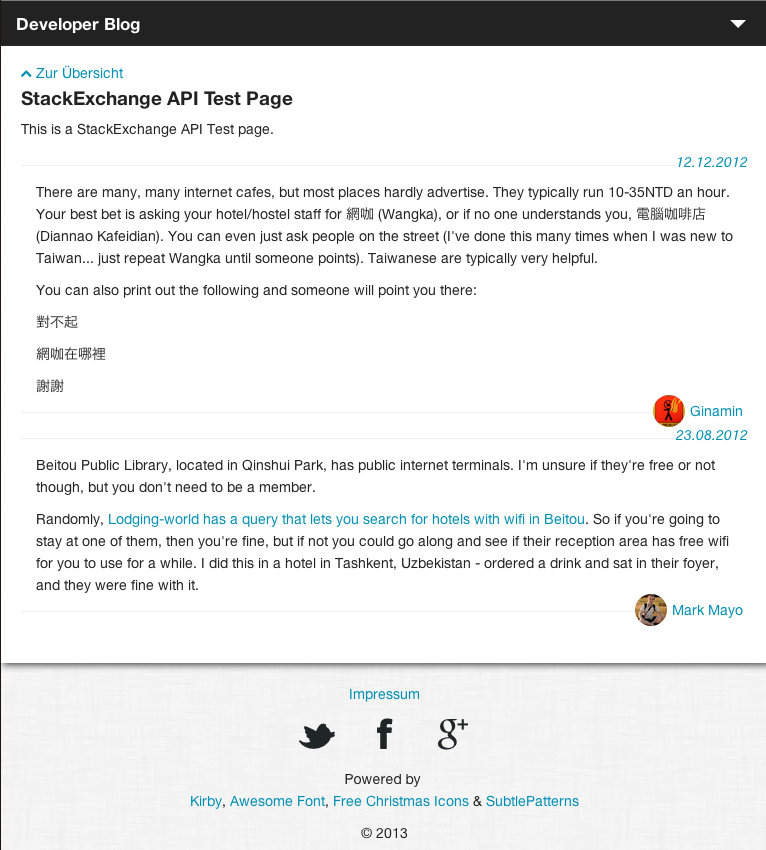 Developer Blog
Zur Übersicht
StackExchange API Test Page
This is a StackExchange API Test page.
12.12.2012
There are many, many internet cafes, but most places hardly advertise. They typically run 10-35NTD an hour.
Your best bet is asking your hotel/hostel staff for 網咖 (Wangka), or if no one understands you, 電腦咖啡店
(Diannao Kafeidian). You can even just ask people on the street (I've done this many times when I was new to
Taiwan... just repeat Wangka until someone points). Taiwanese are typically very helpful.
You can also print out the following and someone will point you there:
對不起
網咖在哪裡
謝謝
Ginamin
23.08.2012
Beitou Public Library, located in Qinshui Park, has public internet terminals. I'm unsure if they're free or not
though, but you don't need to be a member.
Randomly, Lodging-world has a query that lets you search for hotels with wifi in Beitou. So if you're going to
stay at one of them, then you're fine, but if not you could go along and see if their reception area has free wifi
for you to use for a while. I did this in a hotel in Tashkent, Uzbekistan - ordered a drink and sat in their foyer,
and they were fine with it.
Mark Mayo
Impressum
f g+
Powered by
Kirby, Awesome Font, Free Christmas Icons & SubtlePatterns
© 2013